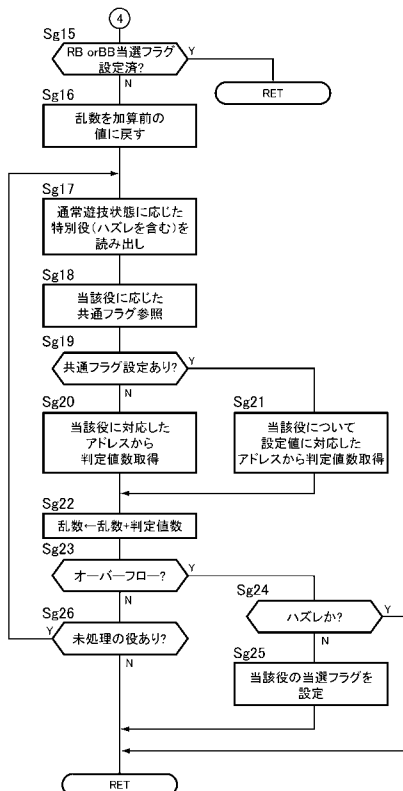 4
Sg15
RB orBB当選フラグ
設定済?
Y
N
RET
Sg16
乱数を加算前の
値に戻す
Sg17
通常遊技状態に応じた
特別役(ハズレを含む)を
読み出し
Sg18
当該役に応じた
共通フラグ参照
Sg19
共通フラグ設定あり?
Y
N
Sg20
当該役に対応した
アドレスから
判定値数取得
Sg21
当該役について
設定値に対応した
アドレスから判定値数取得
Sg22
乱数←乱数+判定値数
Sg23
オーバーフロー?
Y
N
Sg24
ハズレか?
Y
N
Sg25
当該役の当選フラグを
設定
Sg26
未処理の役あり?
Y
N
RET